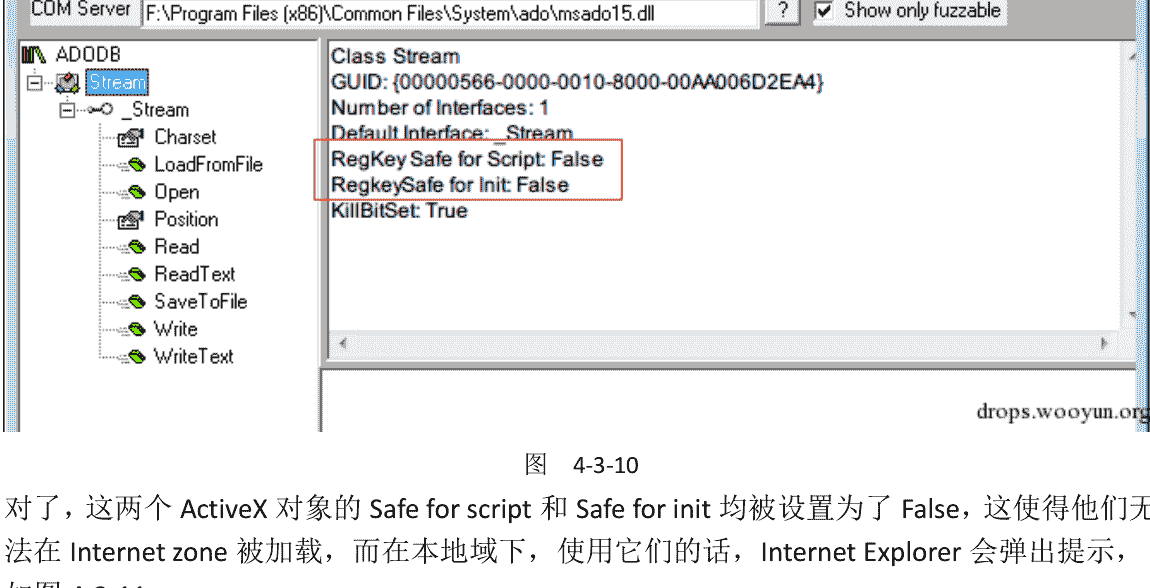 COM Server F:\Program Files (x86)\Common Files\System\ado\msado15.dll ? Show only fuzzable
ADODB
Stream
_Stream
Charset
LoadFromFile
Open
Position
Read
ReadText
SaveToFile
Write
WriteText
Class Stream
GUID: {00000566-0000-0010-8000-00AA006D2EA4}
Number of Interfaces: 1
Default Interface: _Stream
RegKey Safe for Script: False
RegkeySafe for Init: False
KillBitSet: True
drops.wooyun.org
图 4-3-10
对了，这两个 ActiveX 对象的 Safe for script 和 Safe for init 均被设置为了 False，这使得他们无
法在 Internet zone 被加载，而在本地域下，使用它们的话，Internet Explorer 会弹出提示，
如图 4-3-11